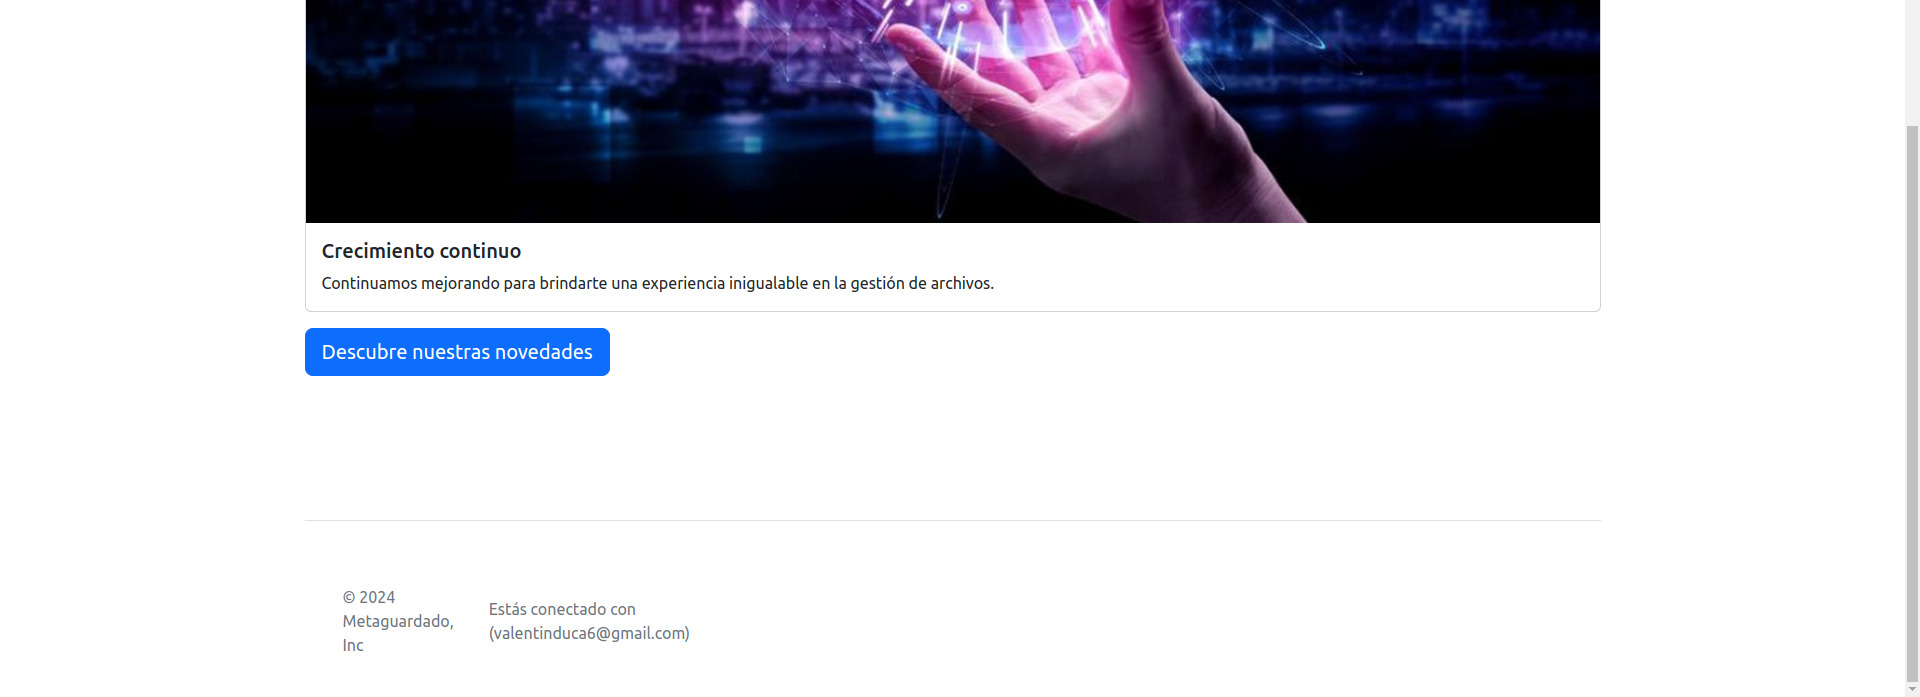 Crecimiento continuo
Continuamos mejorando para brindarte una experiencia inigualable en la gestión de archivos.
Descubre nuestras novedades
© 2024
Metaguardado,
Inc
Estás conectado con
(valentinduca6@gmail.com)